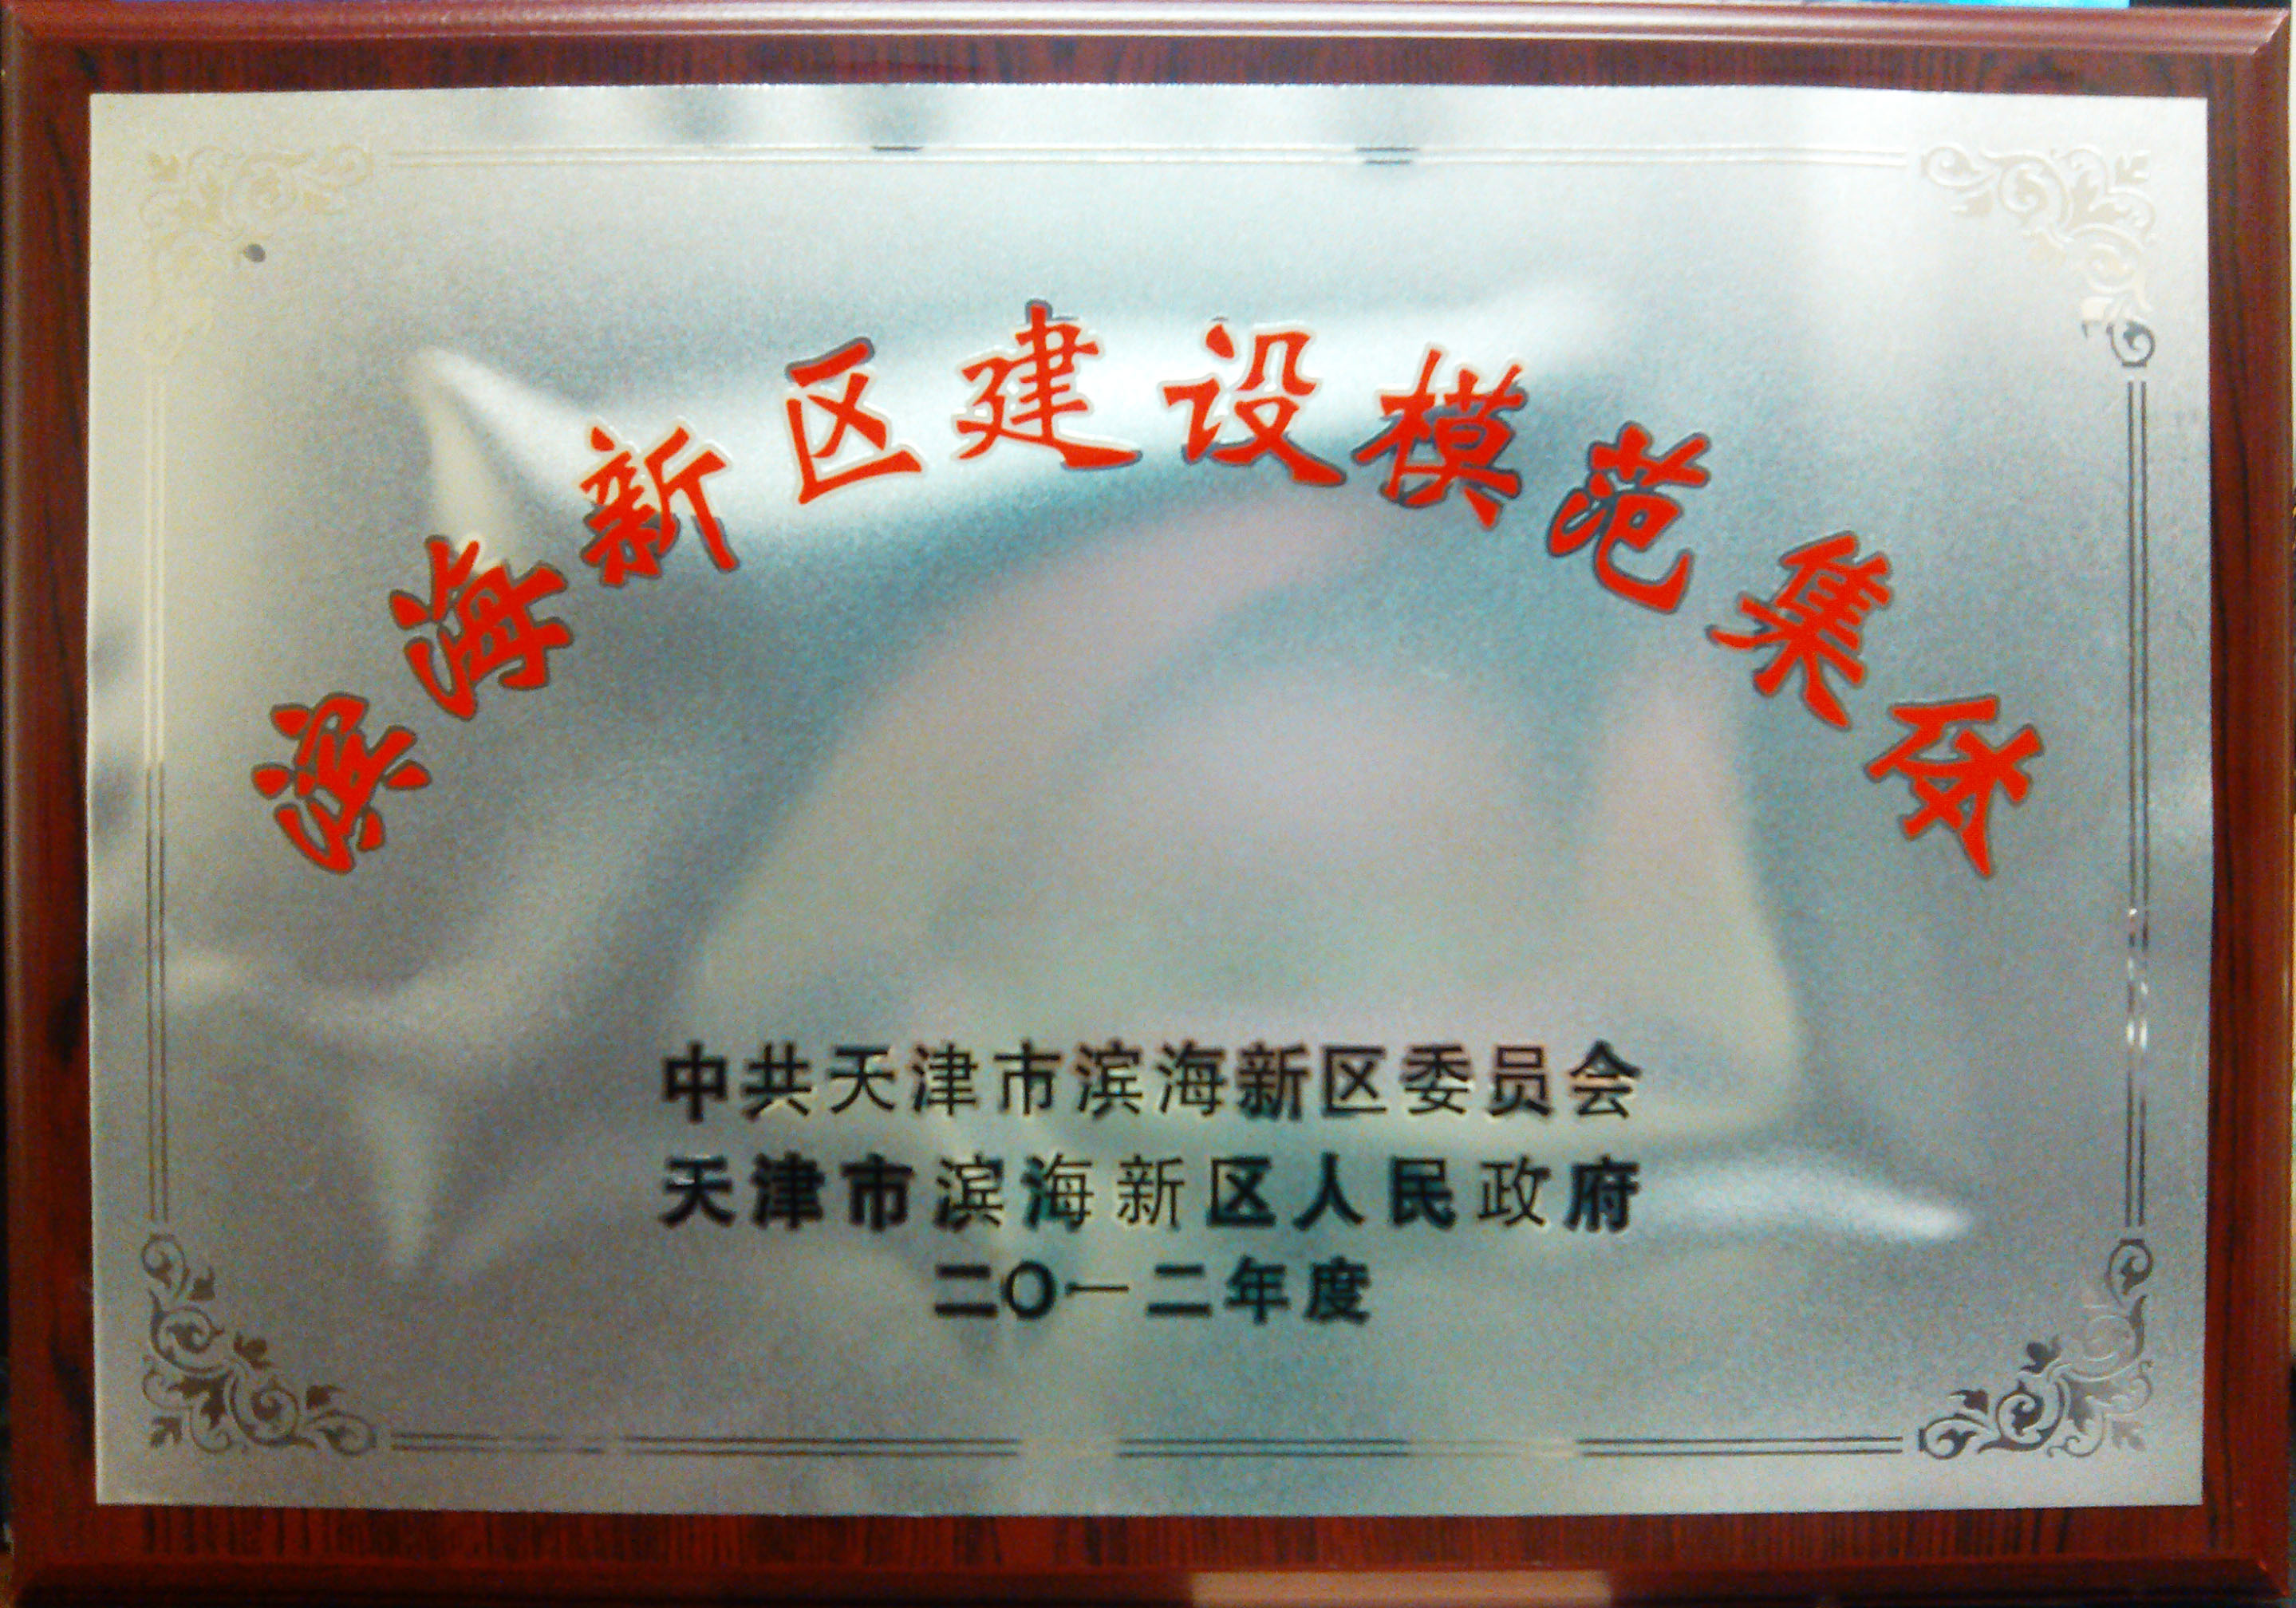 滨海新区建设模范集体
中共天津市滨海新区委员会
天津市滨海新区人民政府
二〇一二年度